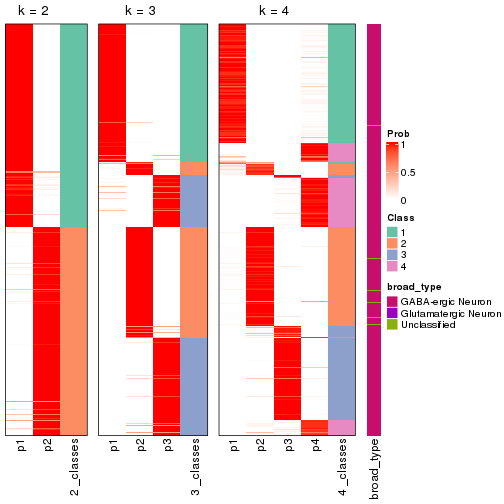 k = 2
k = 3
k = 4
Prob
1
0.5
0
Class
1
2
3
4
broad_type
GABA-ergic Neuron
Glutamatergic Neuron
Unclassified
p1
p2
2_classes
p1
p2
p3
3_classes
p1
p2
p3
p4
4_classes
broad_type